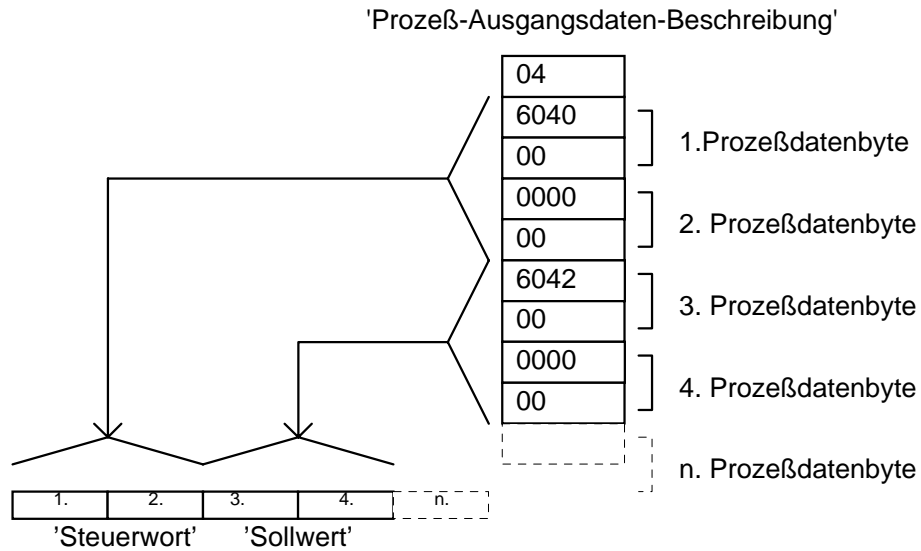 'Prozeß-Ausgangsdaten-Beschreibung'
04
6040
00
1.Prozeßdatenbyte
0000
00
2. Prozeßdatenbyte
6042
00
3. Prozeßdatenbyte
0000
00
4. Prozeßdatenbyte
n. Prozeßdatenbyte
1. 2. 3. 4. n.
'Steuerwort' 'Sollwert'